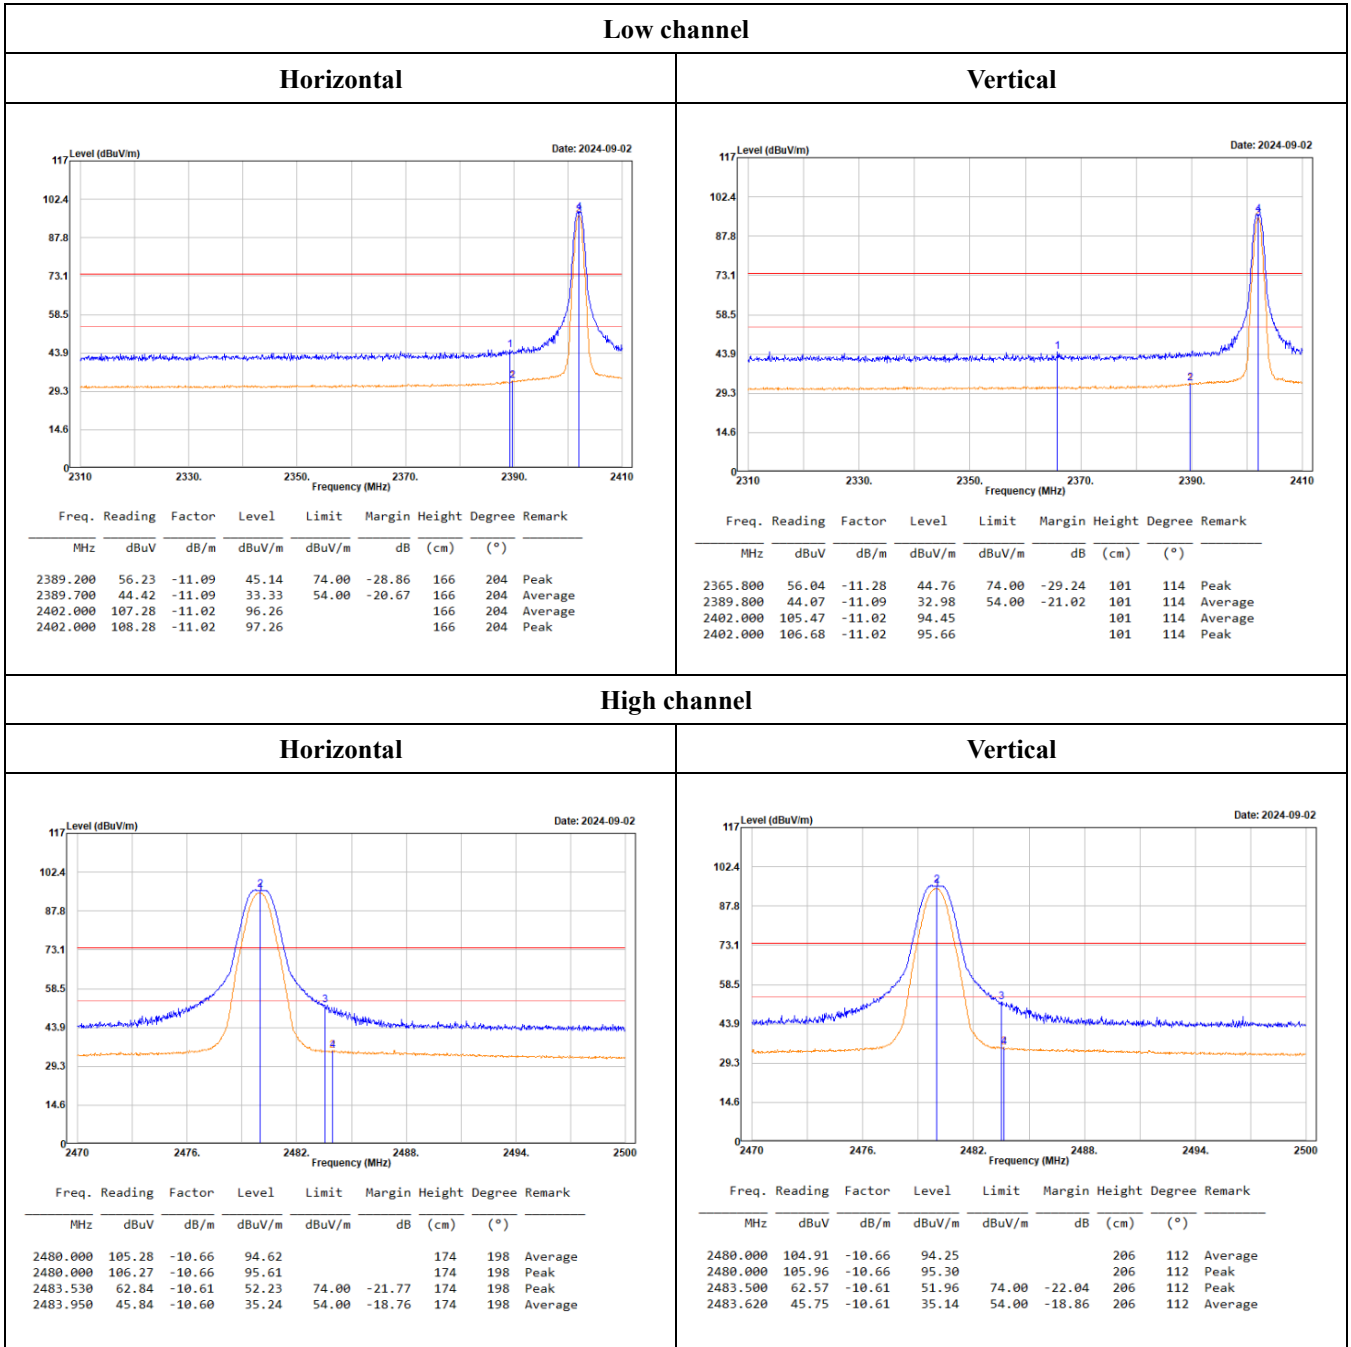 Low channel
Horizontal Vertical
Level (dBuV/m) Date: 2024-09-02
117
102.4
87.8
73.1
58.5
43.9
29.3
14.6
0
4
1
2
2310 2330. 2350. 2370. 2390. 2410
Frequency (MHz)
Freq. Reading Factor Level Limit Margin Height Degree Remark
MHz dBuV dB/m dBuV/m dBuV/m dB (cm) (°)
2389.200 56.23 -11.09 45.14 74.00 -28.86 166 204 Peak
2389.700 44.42 -11.09 33.33 54.00 -20.67 166 204 Average
2402.000 107.28 -11.02 96.26 166 204 Average
2402.000 108.28 -11.02 97.26 166 204 Peak
Level (dBuV/m) Date: 2024-09-02
117
102.4
87.8
73.1
58.5
43.9
29.3
14.6
0
4
1
2
2310 2330. 2350. 2370. 2390. 2410
Frequency (MHz)
Freq. Reading Factor Level Limit Margin Height Degree Remark
MHz dBuV dB/m dBuV/m dBuV/m dB (cm) (°)
2365.800 56.04 -11.28 44.76 74.00 -29.24 101 114 Peak
2389.800 44.07 -11.09 32.98 54.00 -21.02 101 114 Average
2402.000 105.47 -11.02 94.45 101 114 Average
2402.000 106.68 -11.02 95.66 101 114 Peak
High channel
Horizontal Vertical
Level (dBuV/m) Date: 2024-09-02
117
102.4
87.8
73.1
58.5
43.9
29.3
14.6
0
2
3
4
2470 2476. 2482. 2488. 2494. 2500
Frequency (MHz)
Freq. Reading Factor Level Limit Margin Height Degree Remark
MHz dBuV dB/m dBuV/m dBuV/m dB (cm) (°)
2480.000 105.28 -10.66 94.62 174 198 Average
2480.000 106.27 -10.66 95.61 174 198 Peak
2483.530 62.84 -10.61 52.23 74.00 -21.77 174 198 Peak
2483.950 45.84 -10.60 35.24 54.00 -18.76 174 198 Average
Level (dBuV/m) Date: 2024-09-02
117
102.4
87.8
73.1
58.5
43.9
29.3
14.6
0
2
3
4
2470 2476. 2482. 2488. 2494. 2500
Frequency (MHz)
Freq. Reading Factor Level Limit Margin Height Degree Remark
MHz dBuV dB/m dBuV/m dBuV/m dB (cm) (°)
2480.000 104.91 -10.66 94.25 206 112 Average
2480.000 105.96 -10.66 95.30 206 112 Peak
2483.500 62.57 -10.61 51.96 74.00 -22.04 206 112 Peak
2483.620 45.75 -10.61 35.14 54.00 -18.86 206 112 Average